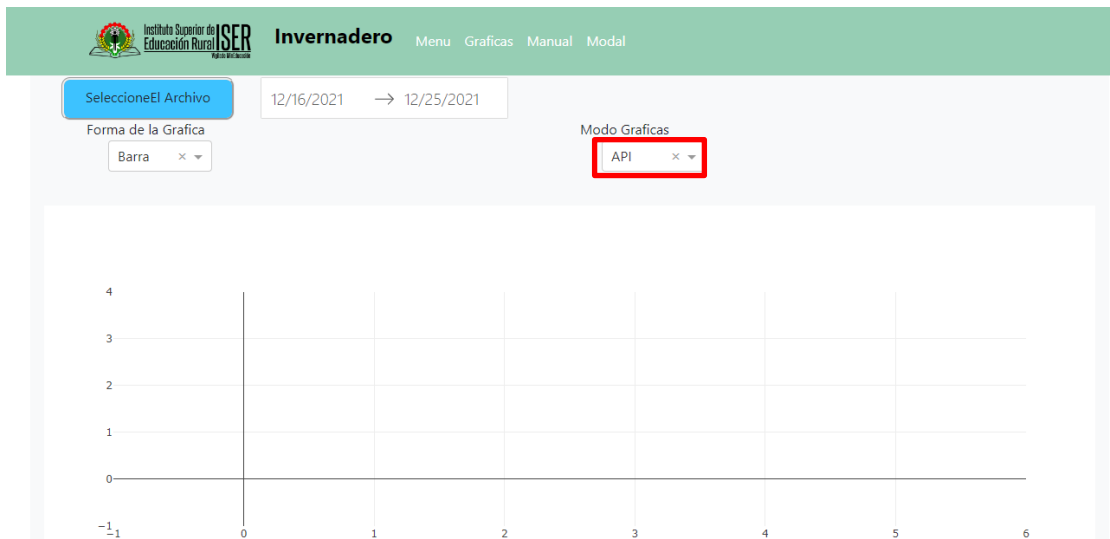 Instituto Superior de
Educación Rural ISER
Vigilada MinEducación
Invernadero Menu Graficas Manual Modal
SeleccioneEl Archivo 12/16/2021 → 12/25/2021
Forma de la Grafica Modo Graficas
Barra × API ×
4
3
2
1
0
−1
−1 0 1 2 3 4 5 6